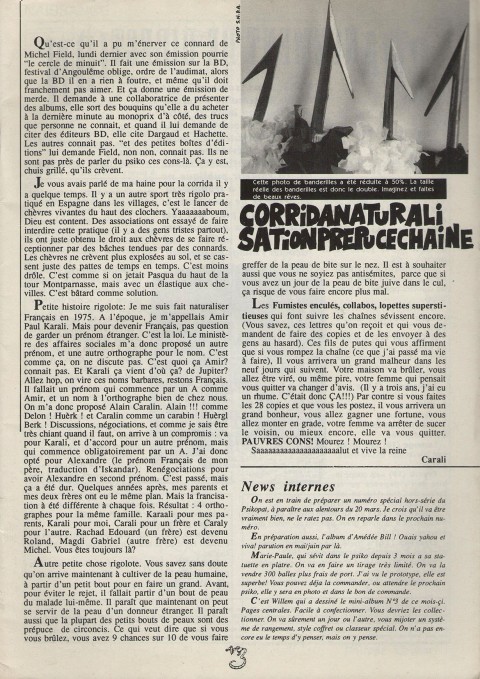 Qu'est-ce qu'il a pu m'énerver ce connard de
Michel Field, lundi dernier avec son émission pourrie
"le cercle de minuit". Il fait une émission sur la BD,
festival d'Angoulême oblige, ordre de l'audimat, alors
que la BD il en a rien à foutre, et même qu'il doit
franchement pas aimer. Et ça donne une émission de
merde. Il demande à une collaboratrice de présenter
des albums, elle sort des bouquins qu'elle a du acheter
à la dernière minute au monoprix d'à côté, des trucs
que personne ne connait, et quand il lui demande de
citer des éditeurs BD, elle cite Dargaud et Hachette.
Les autres connait pas. "et des petites boîtes d'édi-
tions" lui demande Field, non non, connait pas. Ils ne
sont pas près de parler du psiko ces cons-là. Ça y est,
chuis grillé, qu'ils crèvent.
Je vous avais parlé de ma haine pour la corrida il y
a quelque temps. Il y a un autre sport très rigolo pra-
tiqué en Espagne dans les villages, c'est le lancer de
chèvres vivantes du haut des clochers. Yaaaaaaaboum,
Dieu est content. Des associations ont essayé de faire
interdire cette pratique (il y a des gens tristes partout),
ils ont juste obtenu le droit aux chèvres de se faire ré-
ceptionner par des bâches tendues par des connards.
Les chèvres ne crèvent plus explosées au sol, et se cas-
sent juste des pattes de temps en temps. C'est moins
drôle. C'est comme si on jetait Pasqua du haut de la
tour Montparnasse, mais avec un élastique aux che-
villes. C'est bâtard comme solution.
Petite histoire rigolote: Je me suis fait naturaliser
Français en 1975. A l'époque, je m'appelais Amir
Paul Karali. Mais pour devenir Français, pas question
de garder un prénom étranger. C'est la loi. Le ministè-
re des affaires sociales m'a donc proposé un autre
prénom, et une autre orthographe pour le nom. C'est
comme ça, on ne discute pas. C'est quoi ça Amir?
connait pas. Et Karali ça vient d'où ça? de Jupiter?
Allez hop, on vire ces noms barbares, restons Français.
Il fallait un prénom qui commence par un A comme
Amir, et un nom à l'orthographe bien de chez nous.
On m'a donc proposé Alain Caralin. Alain !!! comme
Delon ! Huêrk ! et Caralin comme Carabin ! Huêrgl
Berk ! Discussions, négociations, et comme je sais être
très chiant quand il faut, on arrive à un compromis : va
pour Karali, et d'accord pour un autre prénom, mais
qui commence obligatoirement par un A. J'ai donc
opté pour Alexandre (le prénom Français de mon
père, traduction d'Iskandar). Renégociations pour
avoir Alexandre en second prénom. C'est passé, mais
ça a été dur. Quelques années après, mes parents et
mes deux frères ont eu le même plan. Mais la francisa-
tion a été différente à chaque fois. Résultat : 4 ortho-
graphes pour la même famille. Karaali pour mes pa-
rents, Karali pour moi, Carali pour un frère et Caraly
pour l'autre. Rachad Edouard (un frère) est devenu
Roland, Magdi Gabriel (autre frère) est devenu
Michel. Vous êtes toujours là?
Autre petite chose rigolote. Vous savez sans doute
qu'on arrive maintenant à cultiver de la peau humaine,
à partir d'un petit bout pour en faire un grand. Avant,
pour éviter le rejet, il fallait partir d'un bout de peau
du malade lui-même. Il paraît que maintenant on peut
se servir de la peau d'un donneur étranger. Il paraît
aussi que la plupart des petits bouts de peaux sont des
prépuce de circoncis. Ce qui veut dire que si vous
vous brûlez, vous avez 9 chances sur 10 de vous faire
PHOTO S.H.B.A.
Cette photo de banderilles a été réduite à 50%. La taille
réelle des banderilles est donc le double. Imaginez et faites
de beaux rêves.
CORRIDANATURALI
SATIONPREPUCECHAINE
greffer de la peau de bite sur le nez. Il est à souhaiter
aussi que vous ne soyiez pas antisémites, parce que si
vous avez un jour de la peau de bite juive dans le cul,
ça risque de vous faire encore plus mal.
Les Fumistes enculés, collabos, lopettes supersti-
tieuses qui font suivre les chaînes sévissent encore.
(Vous savez, ces lettres qu'on reçoit et qui vous de-
mandent de faire des copies et de les envoyer à des
gens au hasard). Ces fils de putes qui vous affirment
que si vous rompez la chaîne (ce que j'ai passé ma vie
à faire), Il vous arrivera un grand malheur dans les
neuf jours qui suivent. Votre maison va brûler, vous
allez être viré, ou même pire, votre femme qui pensait
vous quitter va changer d'avis. (Il y a trois ans, j'ai eu
un rhume. C'était donc ÇA!!!) Par contre si vous faites
les 28 copies et que vous les postez, il vous arrivera un
grand bonheur, vous allez gagner une fortune, vous
allez monter en grade, votre femme va arrêter de sucer
le voisin, ou mieux encore, elle va vous quitter.
PAUVRES CONS! Mourez ! Mourez !
Saaaaaaaaaaaaaaaaaaalut et vive la reine
Carali
News internes
On est en train de préparer un numéro spécial hors-série du
Psikopat, à paraître aux alentours du 20 mars. Je crois qu'il va être
vraiment bien, ne le ratez pas. On en reparle dans le prochain nu-
méro.
En préparation aussi, l'album d'Amédée Bill ! Ouais yahou et
viva! parution en mai/juin par là.
Marie-Paule, qui sévit dans le psiko depuis 3 mois a sa sta-
tuette en platre. On va en faire un tirage très limité. On va la
vendre 300 balles plus frais de port. J'ai vu le prototype, elle est
superbe! Vous pouvez déjà la commander, ou attendre le prochain
psiko, elle y sera en photo et dans le bon de commande.
C'est Willem qui a dessiné le mini-album N°3 de ce mois-çi.
Pages centrales. Facile à confectionner. Vous devriez les collec-
tionner. On va sûrement un jour ou l'autre, vous mijoter un systè-
me de rangement, style coffret ou classeur spécial. On n'a pas en-
core eu le temps d'y penser, mais on y pense.